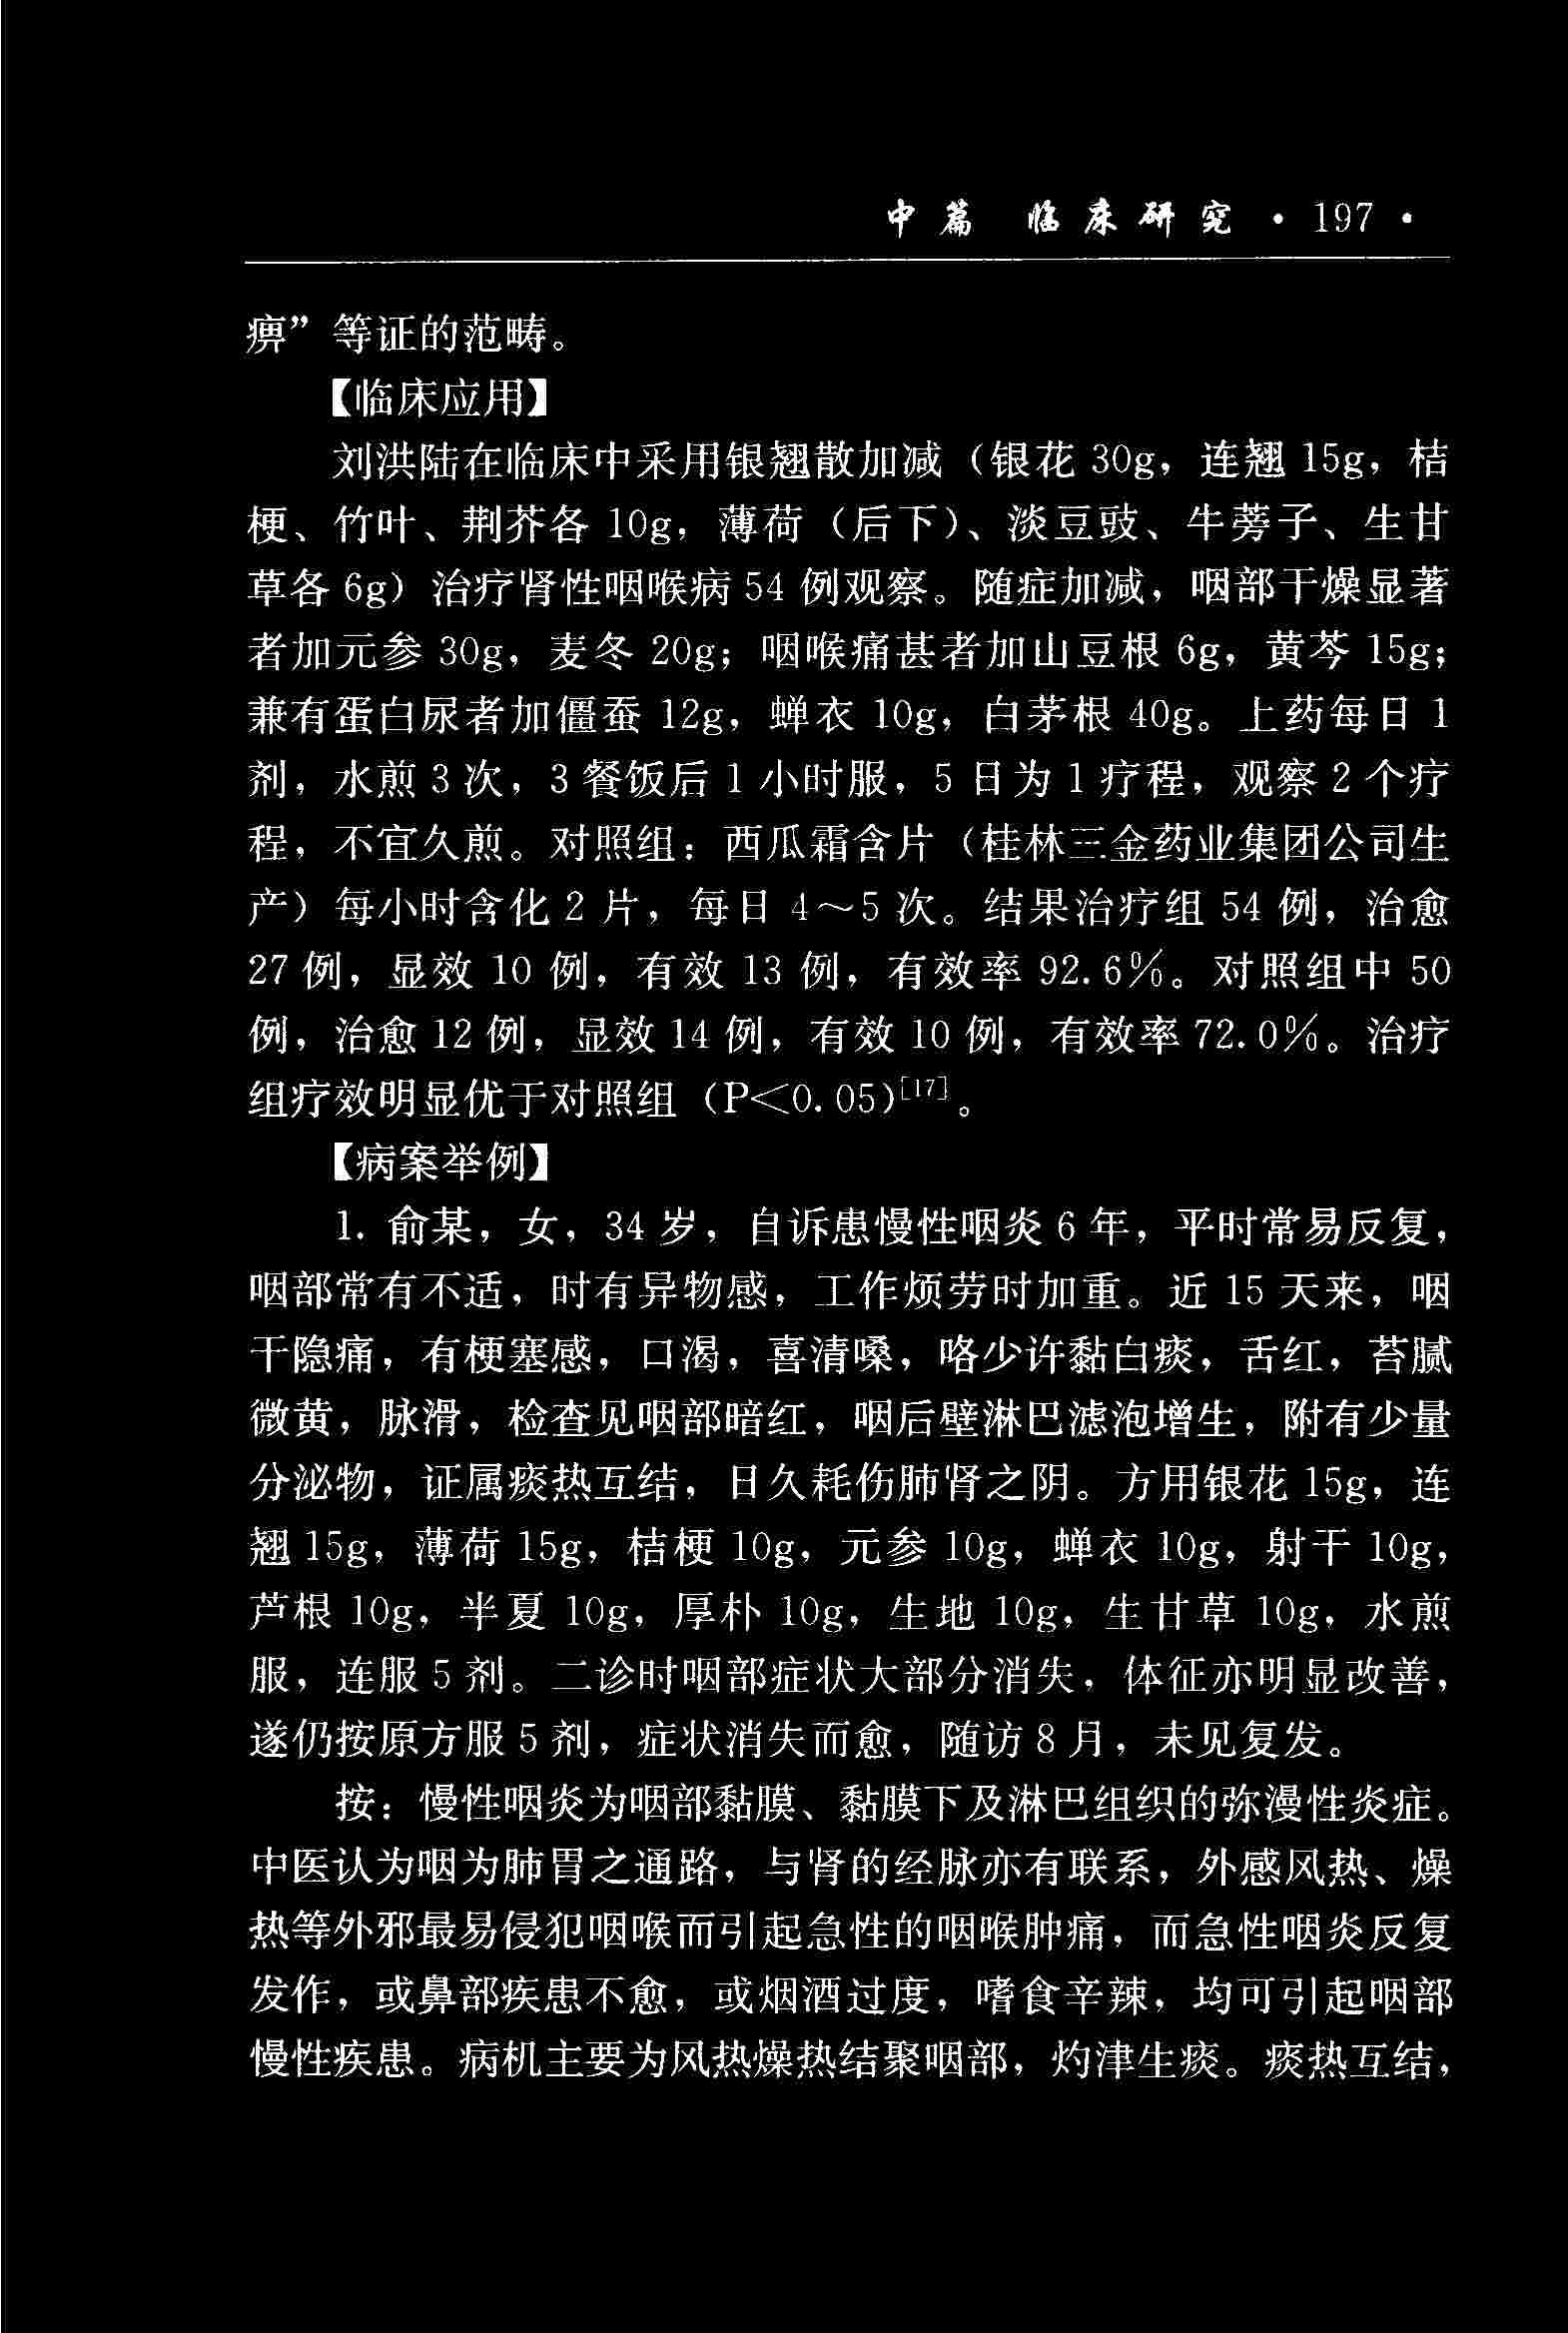 中篇 临床研究 · 197 ·
痹”等证的范畴。
【临床应用】
刘洪陆在临床中采用银翘散加减（银花 30g，连翘 15g，桔
梗、竹叶、荆芥各 10g，薄荷（后下）、淡豆豉、牛蒡子、生甘
草各 6g）治疗肾性咽喉病 54 例观察。随症加减，咽部干燥显著
者加元参 30g，麦冬 20g；咽喉痛甚者加山豆根 6g，黄芩 15g；
兼有蛋白尿者加僵蚕 12g，蝉衣 10g，白茅根 40g。上药每日 1
剂，水煎 3 次，3 餐饭后 1 小时服，5 日为 1 疗程，观察 2 个疗
程，不宜久煎。对照组：西瓜霜含片（桂林三金药业集团公司生
产）每小时含化 2 片，每日 4～5 次。结果治疗组 54 例，治愈
27 例，显效 10 例，有效 13 例，有效率 92.6%。对照组中 50
例，治愈 12 例，显效 14 例，有效 10 例，有效率 72.0%。治疗
组疗效明显优于对照组（P<0.05）[17]。
【病案举例】
1. 俞某，女，34 岁，自诉患慢性咽炎 6 年，平时常易反复，
咽部常有不适，时有异物感，工作烦劳时加重。近 15 天来，咽
干隐痛，有梗塞感，口渴，喜清嗓，咯少许黏白痰，舌红，苔腻
微黄，脉滑，检查见咽部暗红，咽后壁淋巴滤泡增生，附有少量
分泌物，证属痰热互结，日久耗伤肺肾之阴。方用银花 15g，连
翘 15g，薄荷 15g，桔梗 10g，元参 10g，蝉衣 10g，射干 10g，
芦根 10g，半夏 10g，厚朴 10g，生地 10g，生甘草 10g，水煎
服，连服 5 剂。二诊时咽部症状大部分消失，体征亦明显改善，
遂仍按原方服 5 剂，症状消失而愈，随访 8 月，未见复发。
按：慢性咽炎为咽部黏膜、黏膜下及淋巴组织的弥漫性炎症。
中医认为咽为肺胃之通路，与肾的经脉亦有联系，外感风热、燥
热等外邪最易侵犯咽喉而引起急性的咽喉肿痛，而急性咽炎反复
发作，或鼻部疾患不愈，或烟酒过度，嗜食辛辣，均可引起咽部
慢性疾患。病机主要为风热燥热结聚咽部，灼津生痰。痰热互结，